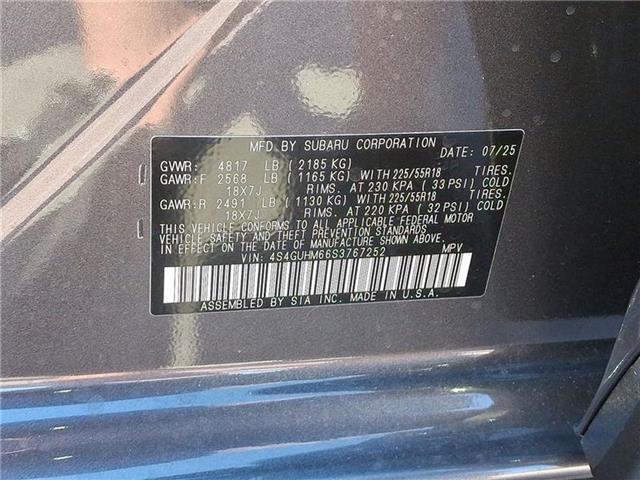 MFD BY SUBARU CORPORATION
GVWR: 4817 LB (2185 KG) DATE: 07/25
GAWR:F 2568 LB (1165 KG) WITH 225/55R18 TIRES.
18X7J RIMS. AT 230 KPA (33 PSI) COLD
GAWR:R 2491 LB (1130 KG) WITH 225/55R18 TIRES.
18X7J RIMS. AT 220 KPA (32 PSI) COLD
THIS VEHICLE CONFORMS TO ALL APPLICABLE FEDERAL MOTOR
VEHICLE SAFETY AND THEFT PREVENTION STANDARDS
IN EFFECT ON THE DATE OF MANUFACTURE SHOWN ABOVE.
VIN: 4S4GUHM66S3767252 MPV
ASSEMBLED BY SIA INC. MADE IN U.S.A.